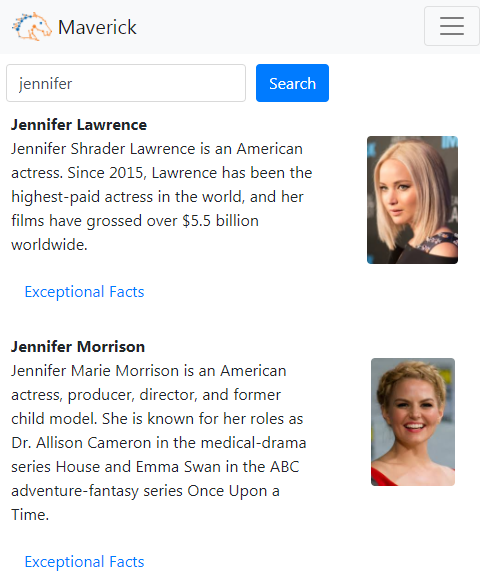 Maverick
jennifer
Search
Jennifer Lawrence
Jennifer Shrader Lawrence is an American
actress. Since 2015, Lawrence has been the
highest-paid actress in the world, and her
films have grossed over $5.5 billion
worldwide.
Exceptional Facts
Jennifer Morrison
Jennifer Marie Morrison is an American
actress, producer, director, and former
child model. She is known for her roles as
Dr. Allison Cameron in the medical-drama
series House and Emma Swan in the ABC
adventure-fantasy series Once Upon a
Time.
Exceptional Facts